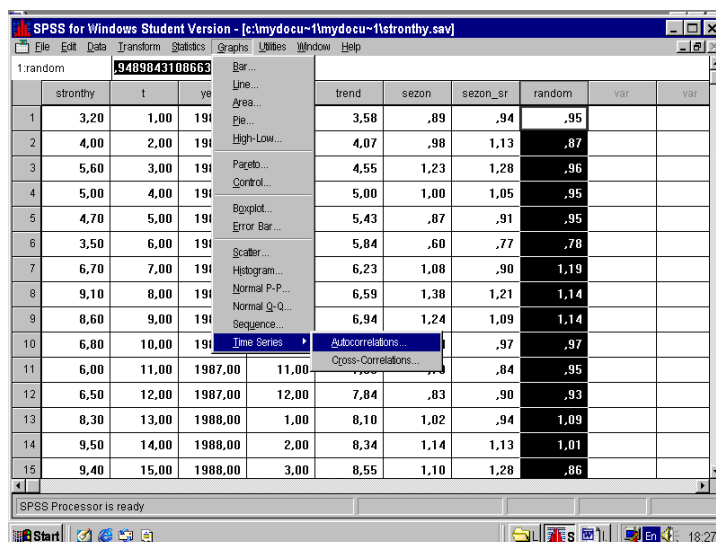 SPSS for Windows Student Version - [c:\mydocu~1\mydocu~1\stronthy.sav]
File Edit Data Transform Statistics Graphs Utilities Window Help
1:random ,9489843108663
stronthy t ye trend sezon sezon_sr random var var
1 3,20 1,00 198 3,58 ,89 ,94 ,95
2 4,00 2,00 198 4,07 ,98 1,13 ,87
3 5,60 3,00 198 4,55 1,23 1,28 ,96
4 5,00 4,00 198 5,00 1,00 1,05 ,95
5 4,70 5,00 198 5,43 ,87 ,91 ,95
6 3,50 6,00 198 5,84 ,60 ,77 ,78
7 6,70 7,00 198 6,23 1,08 ,90 1,19
8 9,10 8,00 198 6,59 1,38 1,21 1,14
9 8,60 9,00 198 6,94 1,24 1,09 1,14
10 6,80 10,00 198 ,97 ,97
11 6,00 11,00 1987,00 11,00 ,84 ,95
12 6,50 12,00 1987,00 12,00 7,84 ,83 ,90 ,93
13 8,30 13,00 1988,00 1,00 8,10 1,02 ,94 1,09
14 9,50 14,00 1988,00 2,00 8,34 1,14 1,13 1,01
15 9,40 15,00 1988,00 3,00 8,55 1,10 1,28 ,86
Bar...
Line...
Area...
Pie...
High-Low...
Pareto...
Control...
Boxplot...
Error Bar...
Scatter...
Histogram...
Normal P-P...
Normal Q-Q...
Sequence...
Time Series
Autocorrelations...
Cross-Correlations...
SPSS Processor is ready
Start L S L En 18:27